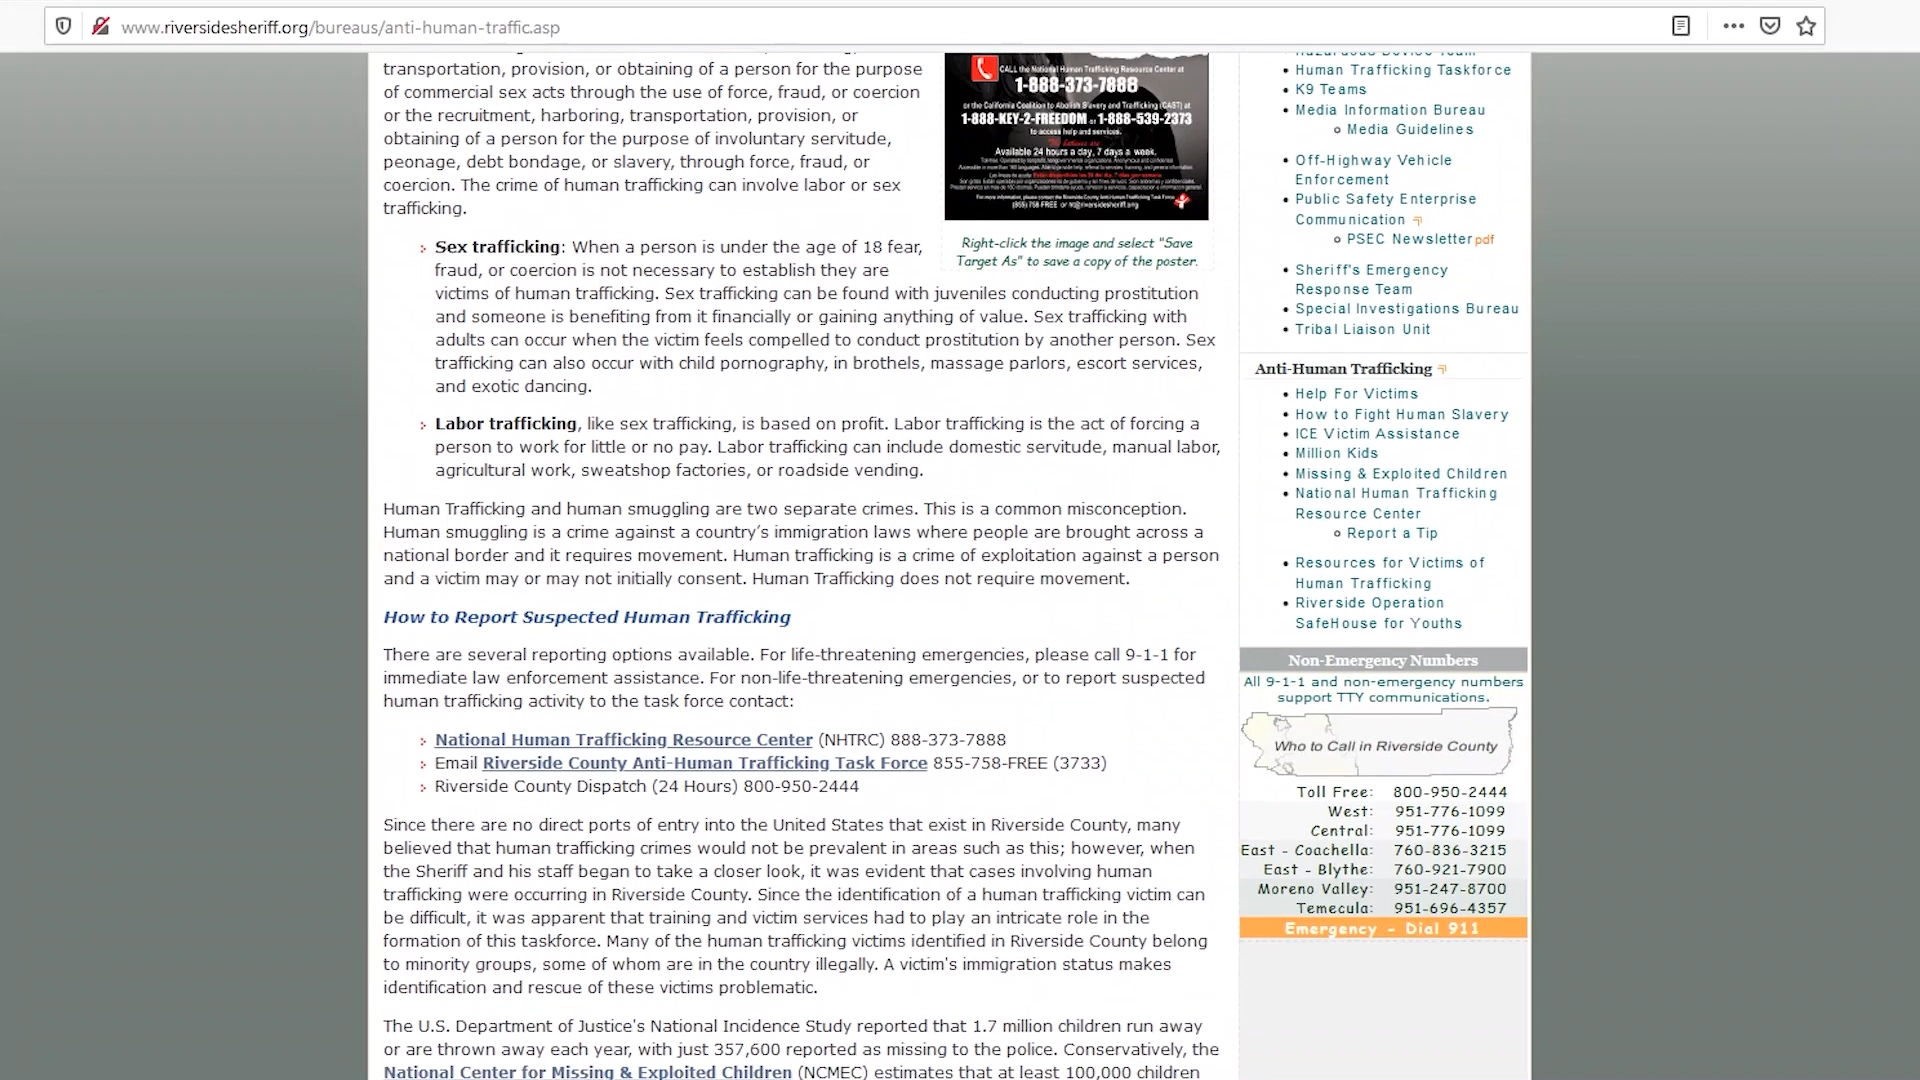 www.riversidesheriff.org/bureaus/anti-human-traffic.asp
transportation, provision, or obtaining of a person for the purpose
of commercial sex acts through the use of force, fraud, or coercion
or the recruitment, harboring, transportation, provision, or
obtaining of a person for the purpose of involuntary servitude,
peonage, debt bondage, or slavery, through force, fraud, or
coercion. The crime of human trafficking can involve labor or sex
trafficking.
CALL the National Human Trafficking Resource Center at
1-888-373-7888
or the California Coalition to Abolish Slavery and Trafficking (CAST) at
1-888-KEY-2-FREEDOM or 1-888-539-2373
to access help and services.
Available 24 hours a day, 7 days a week.
Right-click the image and select "Save
Target As" to save a copy of the poster.
Sex trafficking: When a person is under the age of 18 fear,
fraud, or coercion is not necessary to establish they are
victims of human trafficking. Sex trafficking can be found with juveniles conducting prostitution
and someone is benefiting from it financially or gaining anything of value. Sex trafficking with
adults can occur when the victim feels compelled to conduct prostitution by another person. Sex
trafficking can also occur with child pornography, in brothels, massage parlors, escort services,
and exotic dancing.
Labor trafficking, like sex trafficking, is based on profit. Labor trafficking is the act of forcing a
person to work for little or no pay. Labor trafficking can include domestic servitude, manual labor,
agricultural work, sweatshop factories, or roadside vending.
Human Trafficking and human smuggling are two separate crimes. This is a common misconception.
Human smuggling is a crime against a country's immigration laws where people are brought across a
national border and it requires movement. Human trafficking is a crime of exploitation against a person
and a victim may or may not initially consent. Human Trafficking does not require movement.
How to Report Suspected Human Trafficking
There are several reporting options available. For life-threatening emergencies, please call 9-1-1 for
immediate law enforcement assistance. For non-life-threatening emergencies, or to report suspected
human trafficking activity to the task force contact:
National Human Trafficking Resource Center (NHTRC) 888-373-7888
Email Riverside County Anti-Human Trafficking Task Force 855-758-FREE (3733)
Riverside County Dispatch (24 Hours) 800-950-2444
Since there are no direct ports of entry into the United States that exist in Riverside County, many
believed that human trafficking crimes would not be prevalent in areas such as this; however, when
the Sheriff and his staff began to take a closer look, it was evident that cases involving human
trafficking were occurring in Riverside County. Since the identification of a human trafficking victim can
be difficult, it was apparent that training and victim services had to play an intricate role in the
formation of this taskforce. Many of the human trafficking victims identified in Riverside County belong
to minority groups, some of whom are in the country illegally. A victim's immigration status makes
identification and rescue of these victims problematic.
The U.S. Department of Justice's National Incidence Study reported that 1.7 million children run away
or are thrown away each year, with just 357,600 reported as missing to the police. Conservatively, the
National Center for Missing & Exploited Children (NCMEC) estimates that at least 100,000 children
Hazardous Device Team
Human Trafficking Taskforce
K9 Teams
Media Information Bureau
Media Guidelines
Off-Highway Vehicle
Enforcement
Public Safety Enterprise
Communication
PSEC Newsletter pdf
Sheriff's Emergency
Response Team
Special Investigations Bureau
Tribal Liaison Unit
Anti-Human Trafficking
Help For Victims
How to Fight Human Slavery
ICE Victim Assistance
Million Kids
Missing & Exploited Children
National Human Trafficking
Resource Center
Report a Tip
Resources for Victims of
Human Trafficking
Riverside Operation
SafeHouse for Youths
Non-Emergency Numbers
All 9-1-1 and non-emergency numbers
support TTY communications.
Who to Call in Riverside County
Toll Free: 800-950-2444
West: 951-776-1099
Central: 951-776-1099
East - Coachella: 760-836-3215
East - Blythe: 760-921-7900
Moreno Valley: 951-247-8700
Temecula: 951-696-4357
Emergency - Dial 911